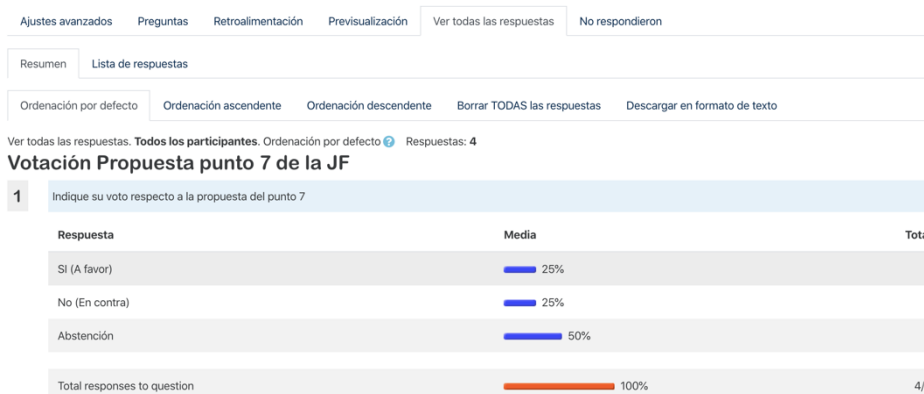 Ajustes avanzados Preguntas Retroalimentación Previsualización Ver todas las respuestas No respondieron
Resumen Lista de respuestas
Ordenación por defecto Ordenación ascendente Ordenación descendente Borrar TODAS las respuestas Descargar en formato de texto
Ver todas las respuestas. Todos los participantes. Ordenación por defecto ? Respuestas: 4
Votación Propuesta punto 7 de la JF
1 Indique su voto respecto a la propuesta del punto 7
Respuesta Media Tota
SI (A favor) 25%
No (En contra) 25%
Abstención 50%
Total responses to question 100% 4/